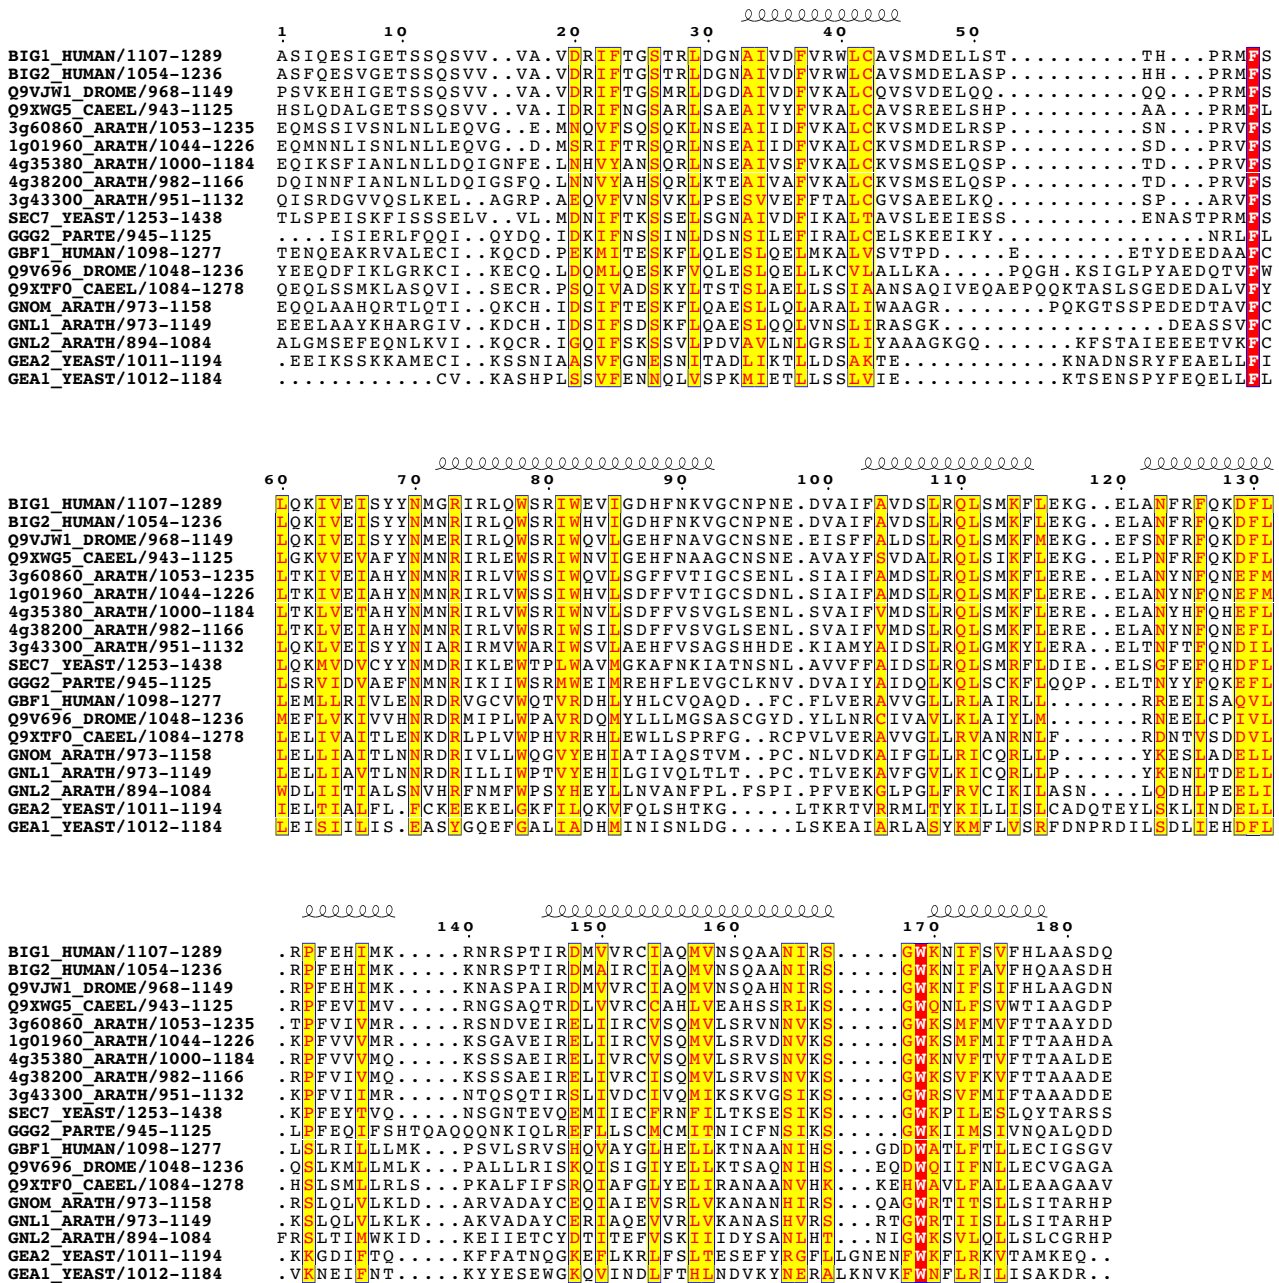 1 10 20 30 40 50
BIG1_HUMAN/1107-1289 ASIQESIGETSSQSVV..VA.VDRIFTGSTRLDGNAIVDFVRWLCAVSMDELLST..........TH...PRMFS
BIG2_HUMAN/1054-1236 ASFQESVGETSSQSVV..VA.VDRIFTGSTRLDGNAIVDFVRWLCAVSMDELASP..........HH...PRMFS
Q9VJW1_DROME/968-1149 PSVKEHIGETSSQSVV..VA.VDRIFTGSMRLDGDAIVDFVKALCQVSVDELQQ...........QQ...PRMFS
Q9XWG5_CAEEL/943-1125 HSLQDALGETSSQSVV..VA.IDRIFNGSARLSAEAIVRFVRALCAVSREELSHP..........AA...PRMFL
3g60860_ARATH/1053-1235 EQMSSIVSNLNLLEQVG..E.MNQVFSQSQKLNSEAIIDFVKALCKVSMDELRSP..........SN...PRVFS
1g01960_ARATH/1044-1226 EQMNNLISNLNLLEQVG..D.MSRIFTRSQRLNSEAIIDFVKALCKVSMDELRSP..........SD...PRVFS
4g35380_ARATH/1000-1184 EQIKSFIANLNLLDQIGNFE.LNHVYANSQRLNSEAIVSFVKALCKVSMSELQSP..........TD...PRVFS
4g38200_ARATH/982-1166 DQINNFIANLNLLDQIGSFQ.LNNVYAHSQRLKTEAIVAFVKALCKVSMSELQSP..........TD...PRVFS
3g43300_ARATH/951-1132 QISRDGVVQSLKEL..AGRP.AEQVFVNSVKLPSESVVEFFTALCGVSAEELKQ...........SP...ARVFS
SEC7_YEAST/1253-1438 TLSPEISKFISSSELV..VL.MDNIFTKSSELSGNAIVDFIKALTAVSLEEIESS..........ENASTPRMFS
GGG2_PARTE/945-1125 ....ISIERLFQQI..QYDQ.IDKIFNSSINLDSNSILEFIRALCELSKEEIKY...............NRLFL
GBF1_HUMAN/1098-1277 TENQEAKRVALECI..KQCD.PEKMITESKFLQLESLQELMKALVSVTPD.....E........ETYDEEDAAFC
Q9V696_DROME/1048-1236 YEEQDFIKLGRKCI..KECQ.LDQMLQESKFVQLESLQELLKCVLALLKA.....PQGH.KSIGLPYAEDQTVFW
Q9XTF0_CAEEL/1084-1278 QEQLSSMKLASQVI..SECR.PSQIVADSKYLTSTSLAELLSSIAANSAQIVEQAEPQQKTASLSGEDEDALVFY
GNOM_ARATH/973-1158 EQQLAAHQRTLQTI..QKCH.IDSIFTESKFLQAESLLQLARALIWAAGR........PQKGTSSPEDEDTAVFC
GNL1_ARATH/973-1149 EEELAAYKHARGIV..KDCH.IDSIFSDSKFLQAESLQQLVNSLIRASGK.................DEASSVFC
GNL2_ARATH/894-1084 ALGMSEFEQNLKVI..KQCR.IGQIFSKSSVLPDVAVLNLGRSLIYAAAGKGQ.......KFSTAIEEEETVKFC
GEA2_YEAST/1011-1194 .EEIKSSKKAMECI..KSSNIAASVFGNESNITADLIKTLLDSAKTE............KNADNSRYFEAELLFI
GEA1_YEAST/1012-1184 ............CV..KASHPLSSVFENNQLVSPKMIETLLSSLVIE............KTSENSPYFEQELLFL
60 70 80 90 100 110 120 130
BIG1_HUMAN/1107-1289 LQKIVEISYYNMGRIRLQWSRIWEVIGDHFNKVGCNPNE.DVAIFAVDSLRQLSMKFLEKG..ELANFRFQKDFL
BIG2_HUMAN/1054-1236 LQKIVEISYYNMNRIRLQWSRIWHVIGDHFNKVGCNPNE.DVAIFAVDSLRQLSMKFLEKG..ELANFRFQKDFL
Q9VJW1_DROME/968-1149 LQKIVEISYYNMERIRLQWSRIWQVLGEHFNAVGCNSNE.EISFFALDSLRQLSMKFMEKG..EFSNFRFQKDFL
Q9XWG5_CAEEL/943-1125 LGKVVEVAFYNMNRIRLEWSRIWNVIGEHFNAAGCNSNE.AVAYFSVDALRQLSIKFLEKG..ELPNFRFQKDFL
3g60860_ARATH/1053-1235 LTKIVEIAHYNMNRIRLVWSSIWQVLSGFFVTIGCSENL.SIAIFAMDSLRQLSMKFLERE..ELANYNFQNEFM
1g01960_ARATH/1044-1226 LTKIVEIAHYNMNRIRLVWSSIWHVLSDFFVTIGCSDNL.SIAIFAMDSLRQLSMKFLERE..ELANYNFQNEFM
4g35380_ARATH/1000-1184 LTKLVETAHYNMNRIRLVWSRIWNVLSDFFVSVGLSENL.SVAIFVMDSLRQLSMKFLERE..ELANYHFQHEFL
4g38200_ARATH/982-1166 LTKLVEIAHYNMNRIRLVWSRIWSILSDFFVSVGLSENL.SVAIFVMDSLRQLSMKFLERE..ELANYNFQNEFL
3g43300_ARATH/951-1132 LQKLVEISYYNIARIRMVWARIWSVLAEHFVSAGSHHDE.KIAMYAIDSLRQLGMKYLERA..ELTNFTFQNDIL
SEC7_YEAST/1253-1438 LQKMVDVCYYNMDRIKLEWTPLWAVMGKAFNKIATNSNL.AVVFFAIDSLRQLSMRFLDIE..ELSGFEFQHDFL
GGG2_PARTE/945-1125 LSRVIDVAEFNMNRIKIIWSRMWEIMREHFLEVGCLKNV.DVAIYAIDQLKQLSCKFLQQP..ELTNYYFQKEFL
GBF1_HUMAN/1098-1277 LEMLLRIVLENRDRVGCVWQTVRDHLYHLCVQAQD..FC.FLVERAVVGLLRLAIRLL.......RREEISAQVL
Q9V696_DROME/1048-1236 MEFLVKIVVHNRDRMIPLWPAVRDQMYLLLMGSASCGYD.YLLNRCIVAVLKLAIYLM.......RNEELCPIVL
Q9XTF0_CAEEL/1084-1278 LELIVAITLENKDRLPLVWPHVRRHLEWLLSPRFG..RCPVLVERAVVGLLRVANRNLF......RDNTVSDDVL
GNOM_ARATH/973-1158 LELLIAITLNNRDRIVLLWQGVYEHIATIAQSTVM..PC.NLVDKAIFGLLRICQRLLP......YKESLADELL
GNL1_ARATH/973-1149 LELLIAVTLNNRDRILLIWPTVYEHILGIVQLTLT..PC.TLVEKAVFGVLKICQRLLP......YKENLTDELL
GNL2_ARATH/894-1084 WDLIITIALSNVHRFNMFWPSYHEYLLNVANFPL.FSPI.PFVEKGLPGLFRVCIKILASN....LQDHLPEELI
GEA2_YEAST/1011-1194 IELTIALFL.FCKEEKELGKFILQKVFQLSHTKG.....LTKRTVRRMLTYKILLISLCADQTEYLSKLINDELL
GEA1_YEAST/1012-1184 LEISIILIS.EASYGQEFGALIADHMINISNLDG.....LSKEAIARLASYKMFLVSRFDNPRDILSDLIEHDFL
140 150 160 170 180
BIG1_HUMAN/1107-1289 .RPFEHIMK.....RNRSPTIRDMVVRCIAQMVNSQAANIRS.....GWKNIFSVFHLAASDQ
BIG2_HUMAN/1054-1236 .RPFEHIMK.....RNRSPTIRDMAIRCIAQMVNSQAANIRS.....GWKNIFAVFHQAASDH
Q9VJW1_DROME/968-1149 .RPFEHIMK.....KNASPAIRDMVVRCIAQMVNSQAHNIRS.....GWKNIFSIFHLAAGDN
Q9XWG5_CAEEL/943-1125 .RPFEHIMV.....RNGSAQTRDLVVRCCAHLVEAHSSRLKS.....GWQNLFSVWTIAAGDP
3g60860_ARATH/1053-1235 .TPFVIVMR.....RSNDVEIRELIIRCVSQMVLSRVNNVKS.....GWKSMFMVFTTAAYDD
1g01960_ARATH/1044-1226 .KPFVVVMR.....KSGAVEIRELIIRCVSQMVLSRVDNVKS.....GWKSMFMIFTTAAHDA
4g35380_ARATH/1000-1184 .RPFVVVMQ.....KSSSAEIRELIVRCVSQMVLSRVSNVKS.....GWKNVFTVFTTAALDE
4g38200_ARATH/982-1166 .RPFVIVMQ.....KSSSAEIRELIVRCISQMVLSRVSNVKS.....GWKSVFKVFTTAAADE
3g43300_ARATH/951-1132 .KPFVIIMR.....NTQSQTIRSLIVDCIVQMIKSKVGSIKS.....GWRSVFMIFTAAADDE
SEC7_YEAST/1253-1438 .KPFEYTVQ.....NSGNTEVQEMIIECFRNFILTKSESIKS.....GWKPILESLQYTARSS
GGG2_PARTE/945-1125 .LPFEQIFSHTQAQQQNKIQLREFLLSCMCMITNICFNSIKS.....GWKIIMSIVNQALQDD
GBF1_HUMAN/1098-1277 .LSLRILLLMK...PSVLSRVSHQVAYGLHELLKTNAANIHS...GDDWATLFTLLECIGSGV
Q9V696_DROME/1048-1236 .QSLKMLLMLK...PALLLRISKQISIGIYELLKTSAQNIHS...EQDWQIIFNLLECVGAGA
Q9XTF0_CAEEL/1084-1278 .HSLSMLLRLS...PKALFIFSRQIAFGLYELIRANAANVHK...KEHWAVLFALLEAAGAAV
GNOM_ARATH/973-1158 .RSLQLVLKLD...ARVADAYCEQIAIEVSRLVKANANHIRS...QAGWRTITSLLSITARHP
GNL1_ARATH/973-1149 .KSLQLVLKLK...AKVADAYCERIAQEVVRLVKANASHVRS...RTGWRTIISLLSITARHP
GNL2_ARATH/894-1084 FRSLTIMWKID...KEIIETCYDTITEFVSKIIIDYSANLHT...NIGWKSVLQLLSLCGRHP
GEA2_YEAST/1011-1194 .KKGDIFTQ.....KFFATNQGKEFLKRLFSLTESEFYRGFLLGNENFWKFLRKVTAMKEQ..
GEA1_YEAST/1012-1184 .VKNEIFNT.....KYYESEWGKQVINDLFTHLNDVKYNERALKNVKFWNFLRILISAKDR..